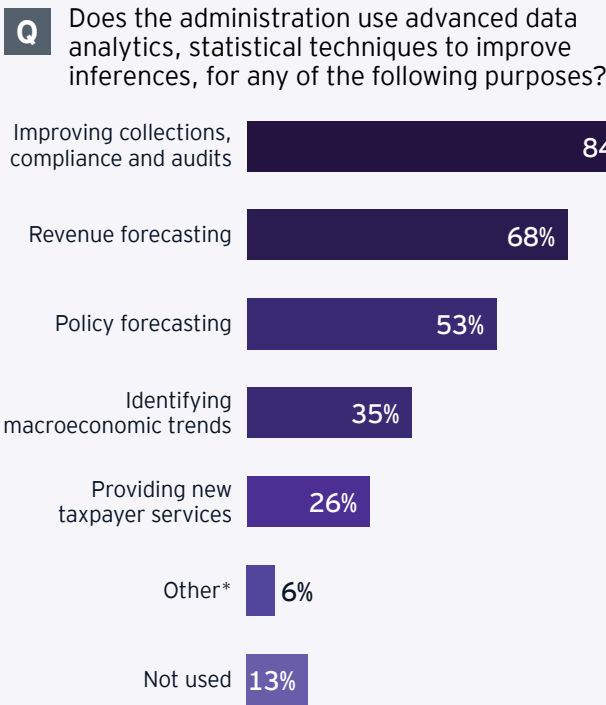 Q
Does the administration use advanced data
analytics, statistical techniques to improve
inferences, for any of the following purposes?
Improving collections,
compliance and audits
84
Revenue forecasting
68%
Policy forecasting
53%
Identifying
macroeconomic trends
35%
Providing new
taxpayer services
26%
Other*
6%
Not used
13%